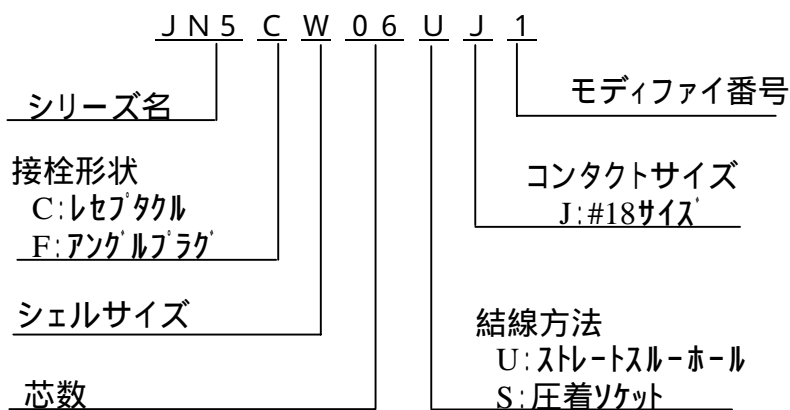 JN5 C W 06 U J 1
モディファイ番号
シリーズ名
接栓形状
C:レセプタクル
F:アングルプラグ
コンタクトサイズ
J:#18サイズ
シェルサイズ
結線方法
U:ストレートスルーホール
S:圧着ソケット
芯数